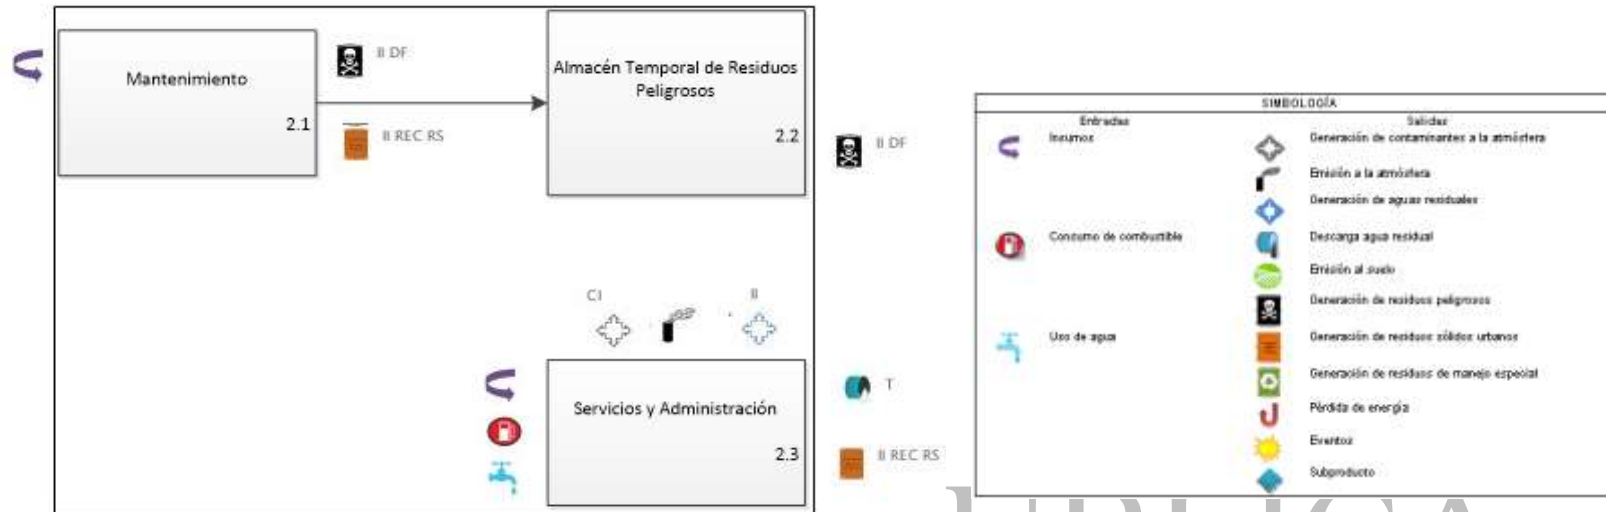 Mantenimiento
2.1
II DF
II REC RS
Almacén Temporal de Residuos
Peligrosos
2.2
II DF
CI
II
Servicios y Administración
2.3
T
II REC RS
SIMBOLOGÍA
Entradas
Salidas
Insumos
Generación de contaminantes a la atmósfera
Emisión a la atmósfera
Generación de aguas residuales
Consumo de combustible
Descarga agua residual
Emisión al suelo
Generación de residuos peligrosos
Uso de agua
Generación de residuos sólidos urbanos
Generación de residuos de manejo especial
Pérdida de energía
Eventos
Subproducto